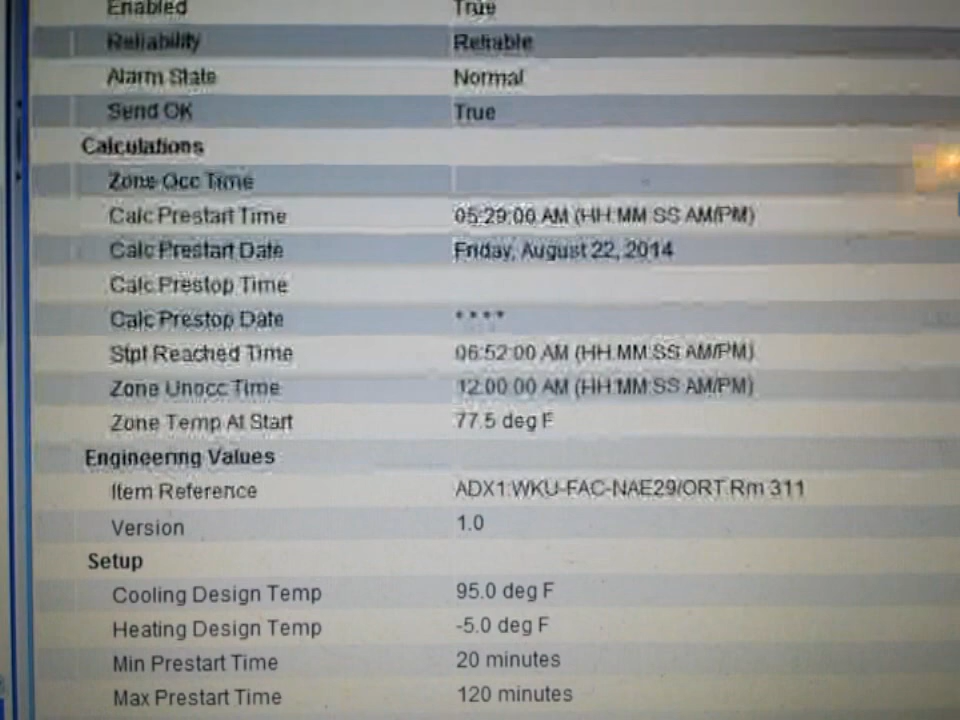 Enabled True
Reliability Reliable
Alarm State Normal
Send OK True
Calculations
Zone Occ Time
Calc Prestart Time 05:29:00 AM (HH:MM:SS AM/PM)
Calc Prestart Date Friday, August 22, 2014
Calc Prestop Time
Calc Prestop Date ****
Stpt Reached Time 06:52:00 AM (HH:MM:SS AM/PM)
Zone Unocc Time 12:00:00 AM (HH:MM:SS AM/PM)
Zone Temp At Start 77.5 deg F
Engineering Values
Item Reference ADX1:WKU-FAC-NAE29/ORT.Rm 311
Version 1.0
Setup
Cooling Design Temp 95.0 deg F
Heating Design Temp -5.0 deg F
Min Prestart Time 20 minutes
Max Prestart Time 120 minutes